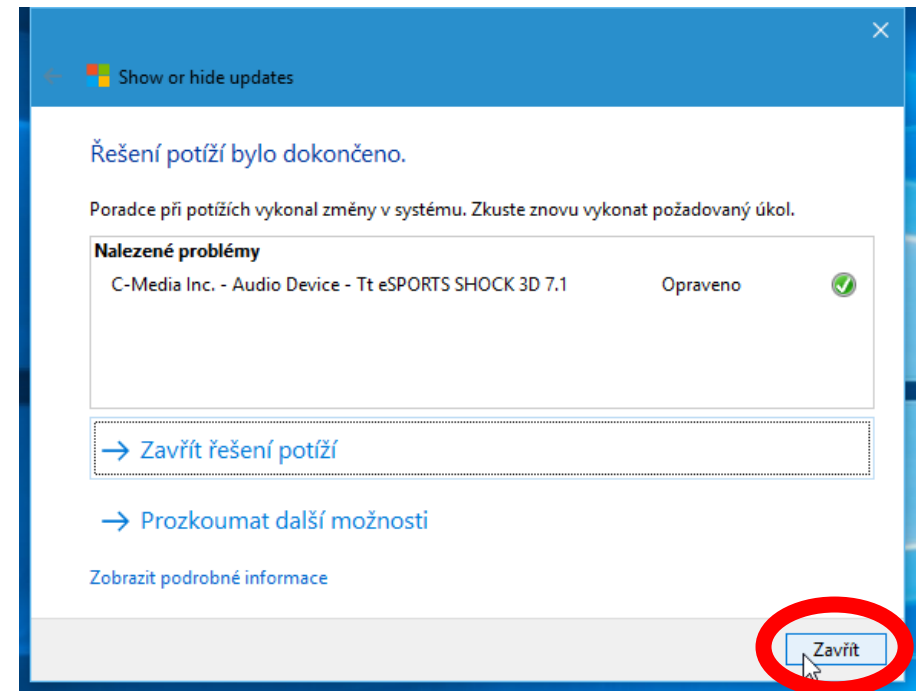 Show or hide updates
Řešení potíží bylo dokončeno.
Poradce při potížích vykonal změny v systému. Zkuste znovu vykonat požadovaný úkol.
Nalezené problémy
C-Media Inc. - Audio Device - Tt eSPORTS SHOCK 3D 7.1 Opraveno
Zavřít řešení potíží
Prozkoumat další možnosti
Zobrazit podrobné informace
Zavřít